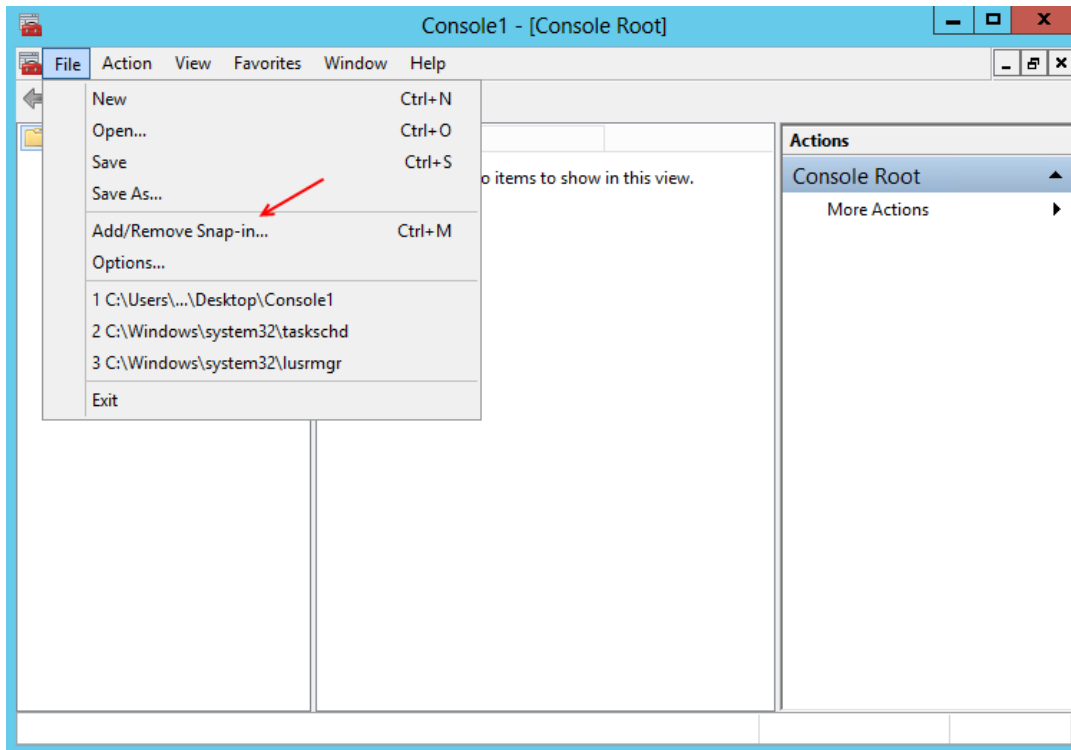 Console1 - [Console Root]
File Action View Favorites Window Help
New Ctrl+N
Open... Ctrl+O
Save Ctrl+S
Save As...
Add/Remove Snap-in... Ctrl+M
Options...
1 C:\Users\...\Desktop\Console1
2 C:\Windows\system32\taskschd
3 C:\Windows\system32\lusrmgr
Exit
o items to show in this view.
Actions
Console Root
More Actions